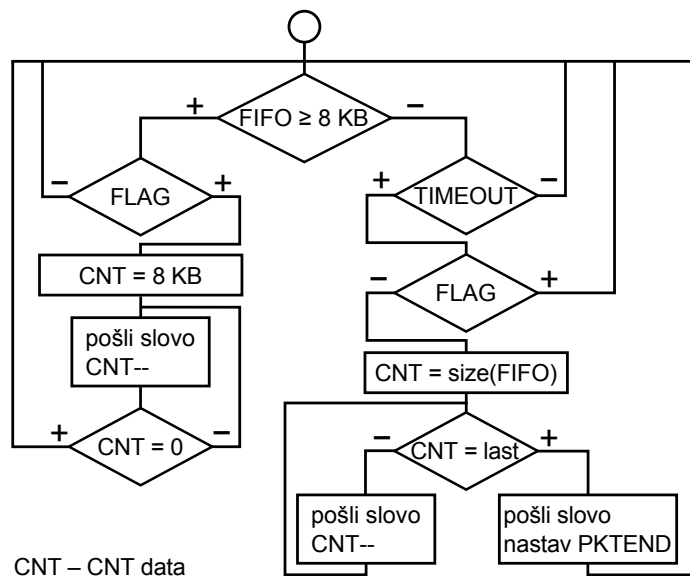 +
−
FIFO ≥ 8 KB
−
+
FLAG
+
TIMEOUT
−
CNT = 8 KB
−
FLAG
+
pošli slovo
CNT--
CNT = size(FIFO)
+
CNT = 0
−
−
CNT = last
+
pošli slovo
CNT--
pošli slovo
nastav PKTEND
CNT – CNT data